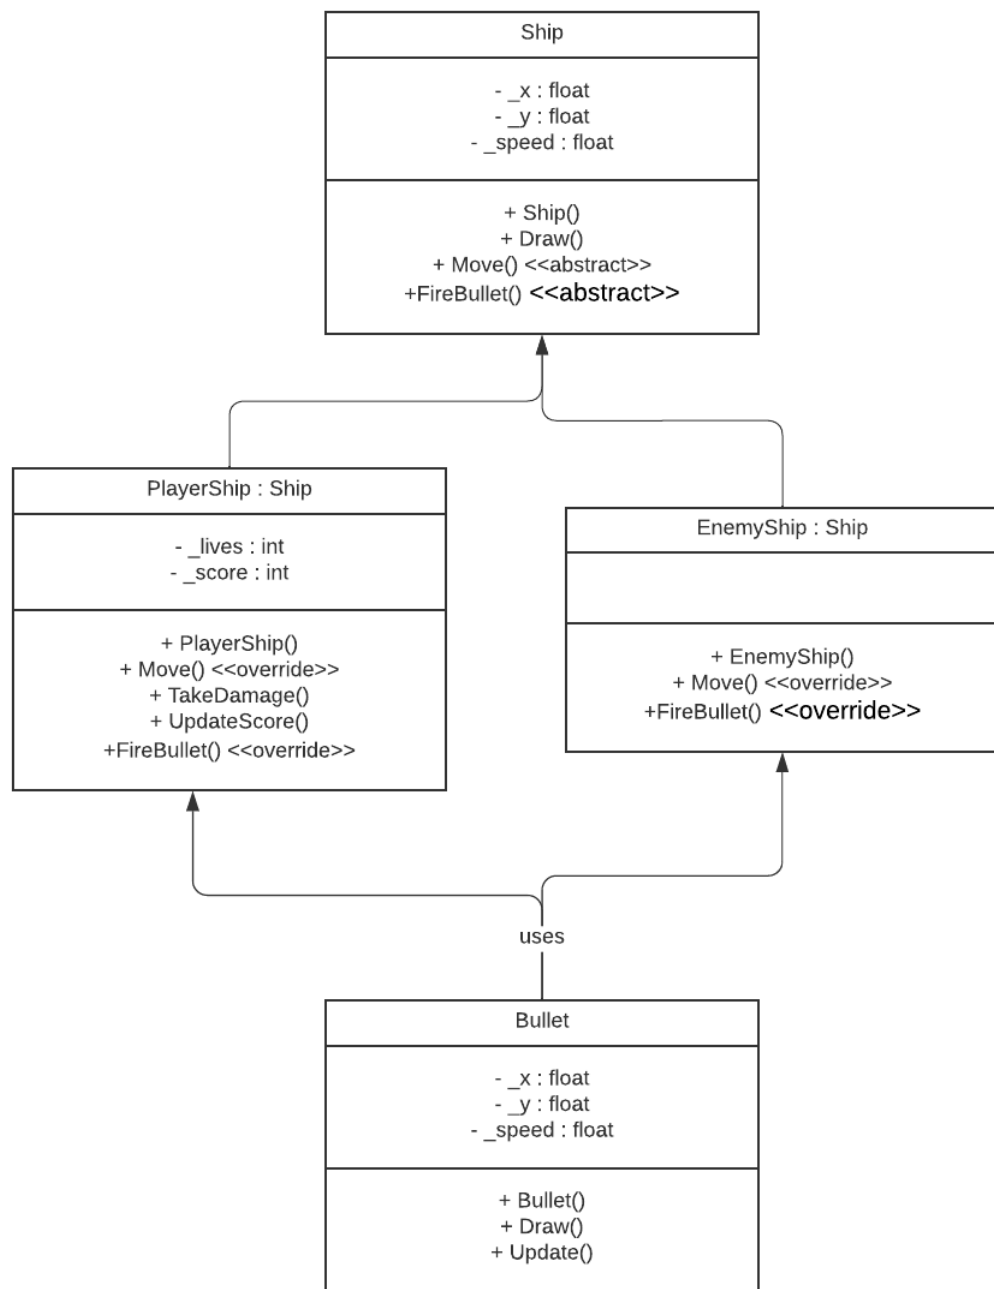 Ship
- _x : float
- _y : float
- _speed : float
+ Ship()
+ Draw()
+ Move() <<abstract>>
+FireBullet() <<abstract>>
PlayerShip : Ship
- _lives : int
- _score : int
+ PlayerShip()
+ Move() <<override>>
+ TakeDamage()
+ UpdateScore()
+FireBullet() <<override>>
EnemyShip : Ship
+ EnemyShip()
+ Move() <<override>>
+FireBullet() <<override>>
uses
Bullet
- _x : float
- _y : float
- _speed : float
+ Bullet()
+ Draw()
+ Update()